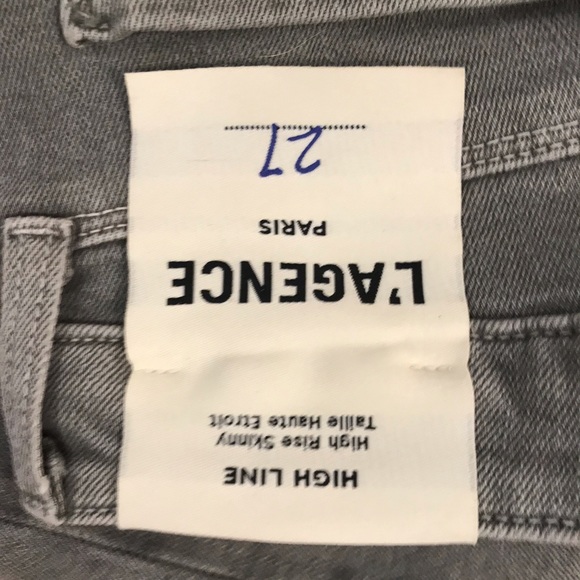 HIGH LINE
High Rise Skinny
Taille Haute Etroit
L'AGENCE
PARIS
27